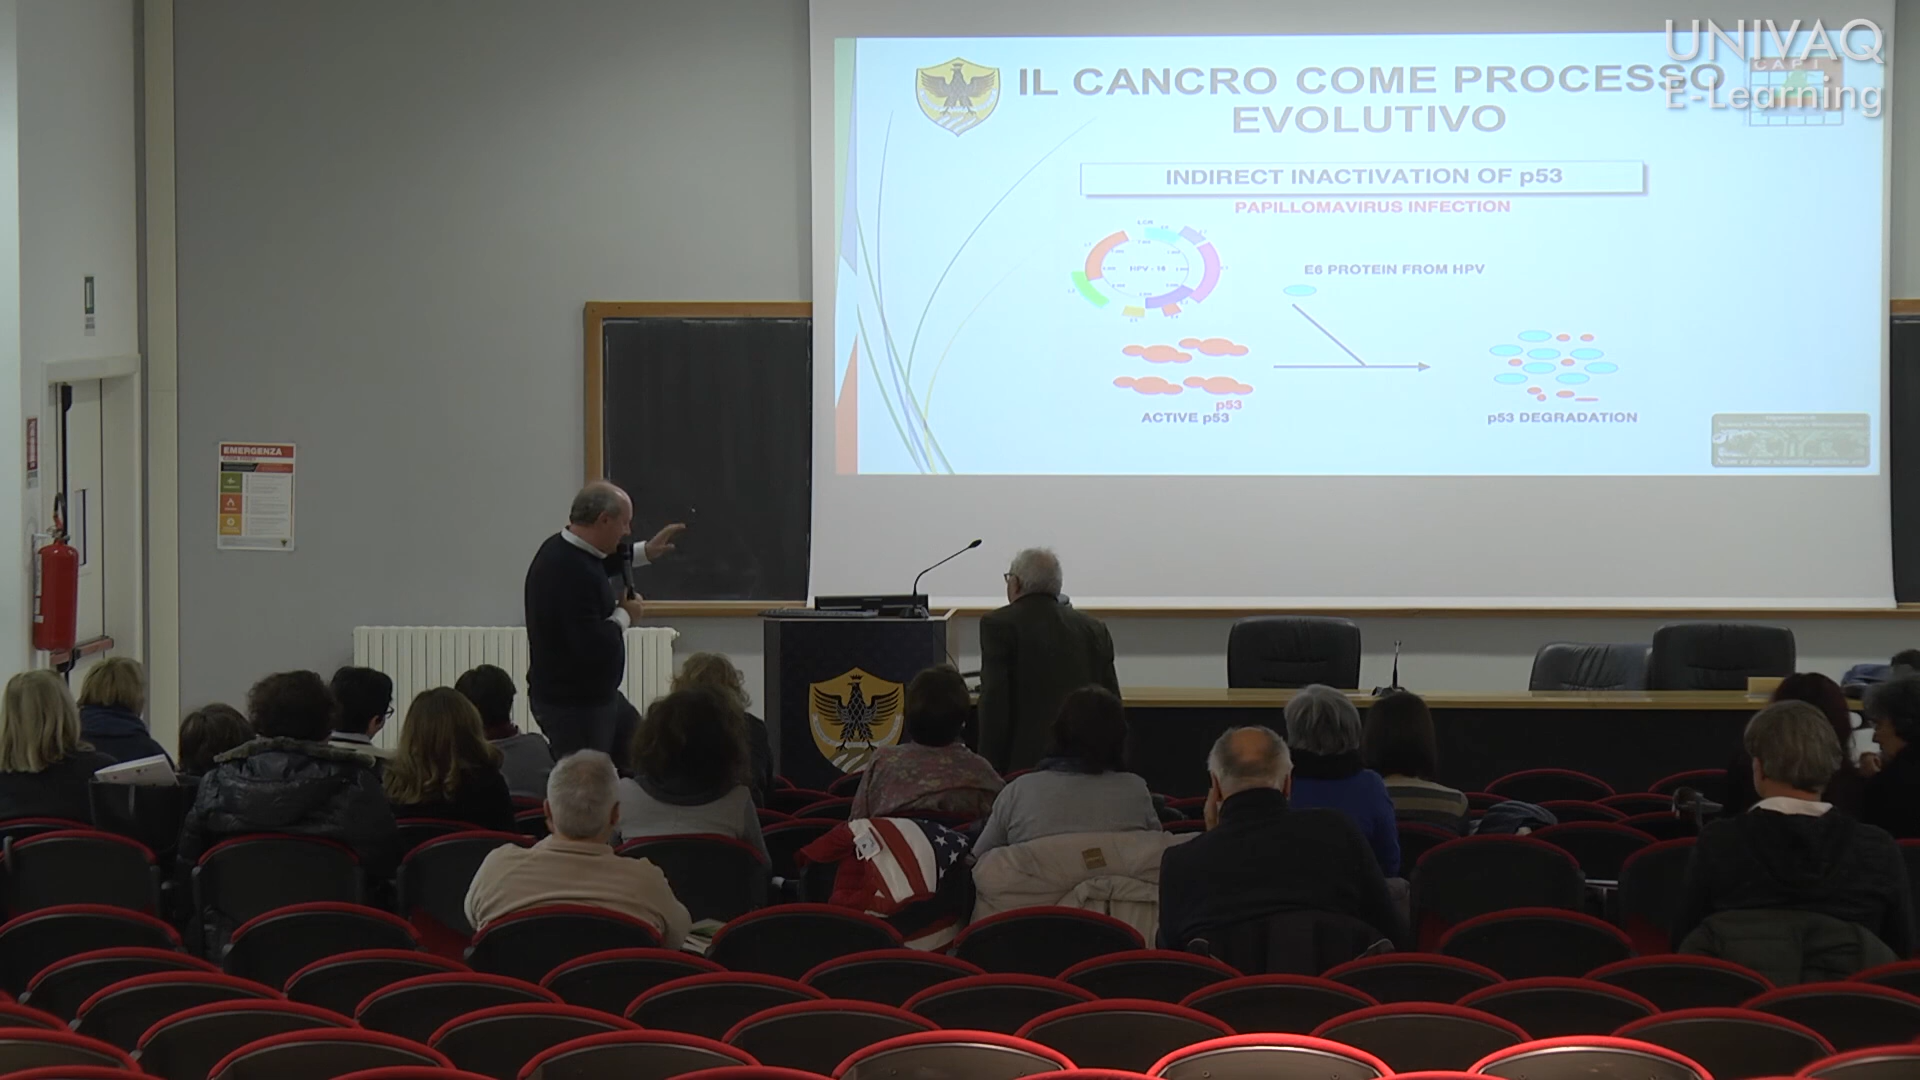 UNIVAQ
E-Learning
IL CANCRO COME PROCESSO
EVOLUTIVO
INDIRECT INACTIVATION OF p53
PAPILLOMAVIRUS INFECTION
HPV - 16
E6 PROTEIN FROM HPV
p53
ACTIVE p53
p53 DEGRADATION
EMERGENZA